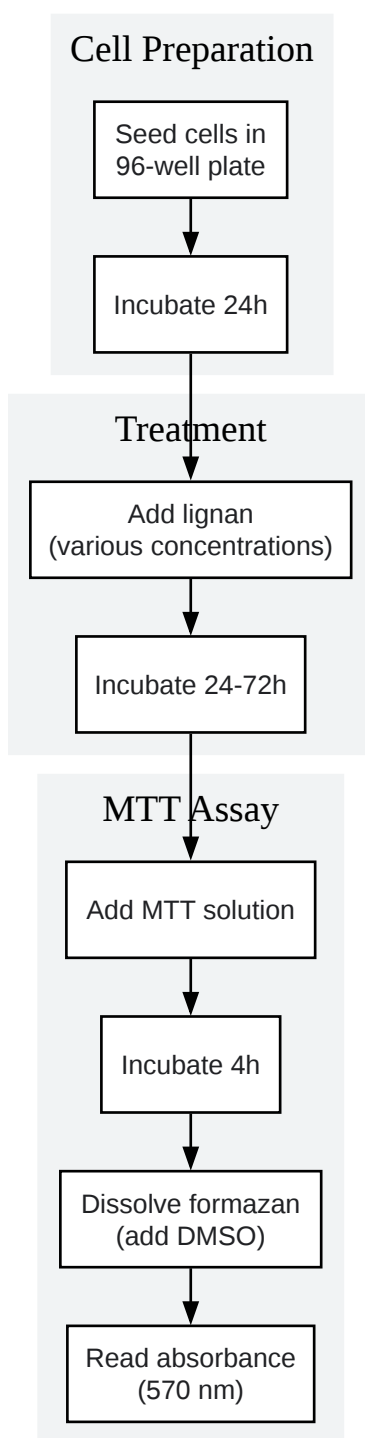 Cell Preparation
Seed cells in
96-well plate
Incubate 24h
Treatment
Add lignan
(various concentrations)
Incubate 24-72h
MTT Assay
Add MTT solution
Incubate 4h
Dissolve formazan
(add DMSO)
Read absorbance
(570 nm)